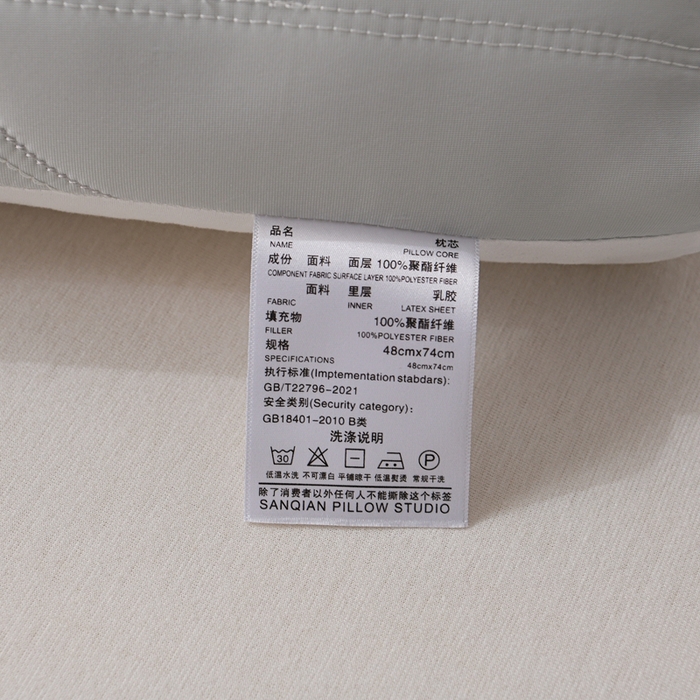 品名 枕芯
NAME PILLOW CORE
成份 面料 面层 100%聚酯纤维
COMPONENT FABRIC SURFACE LAYER 100%POLYESTER FIBER
面料 里层 乳胶
FABRIC INNER LATEX SHEET
填充物 100%聚酯纤维
FILLER 100%POLYESTER FIBER
规格 48cmx74cm
SPECIFICATIONS 48cmx74cm
执行标准(Imptementation stabdars):
GB/T22796-2021
安全类别(Security category):
GB18401-2010 B类
洗涤说明
30 P
低温水洗 不可漂白 平铺晾干 低温熨烫 常规干洗
除了消费者以外任何人不能撕除这个标签
SANQIAN PILLOW STUDIO